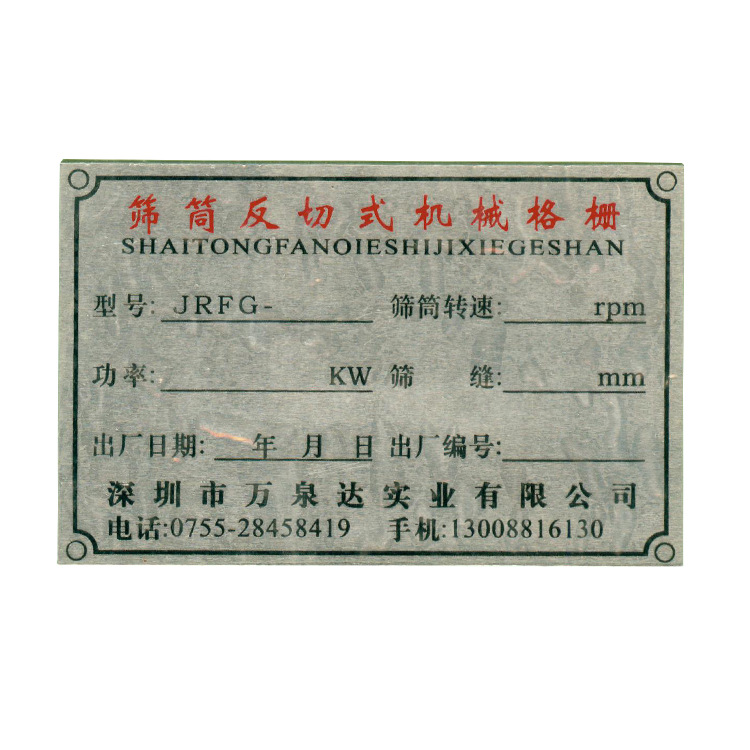 筛筒反切式机械格栅
SHAITONGFANOIESHIJIXIEGESHAN
型号: JRFG- 筛筒转速: rpm
功率: KW 筛 缝: mm
出厂日期: 年 月 日 出厂编号:
深圳市万泉达实业有限公司
电话:0755-28458419 手机:13008816130